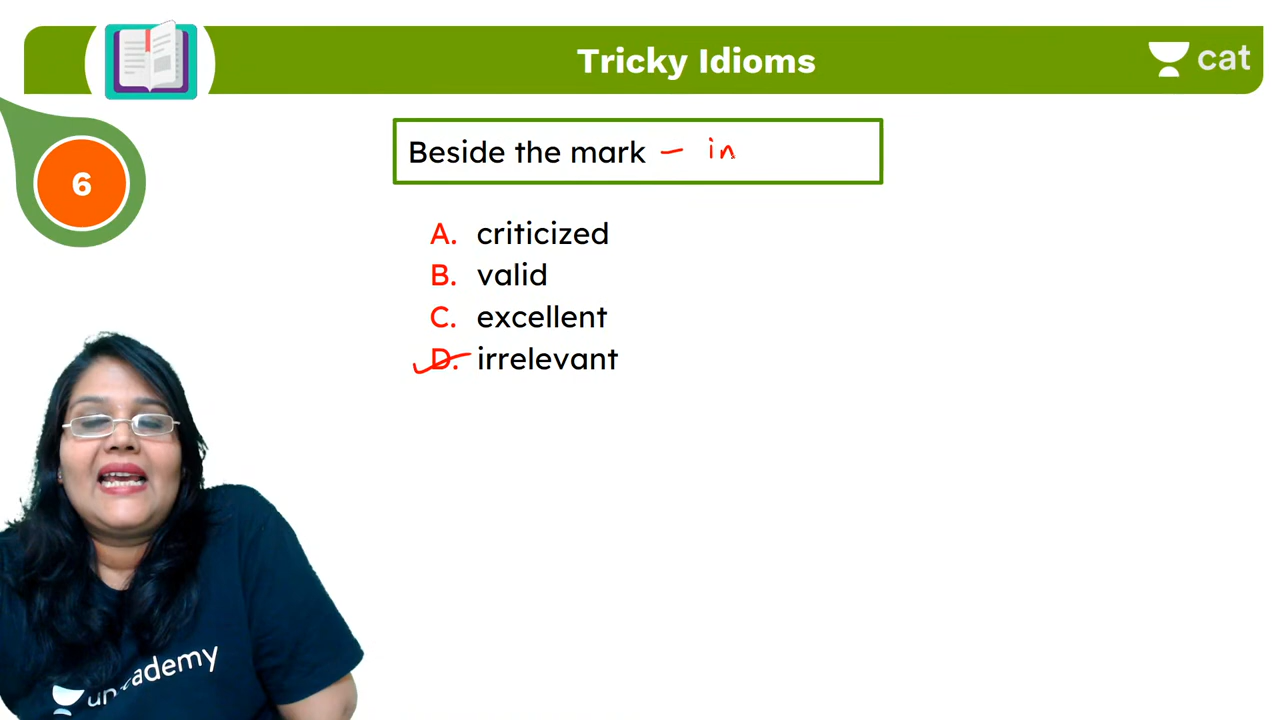 Tricky Idioms
cat
6
Beside the mark – in
A. criticized
B. valid
C. excellent
D. irrelevant
unacademy